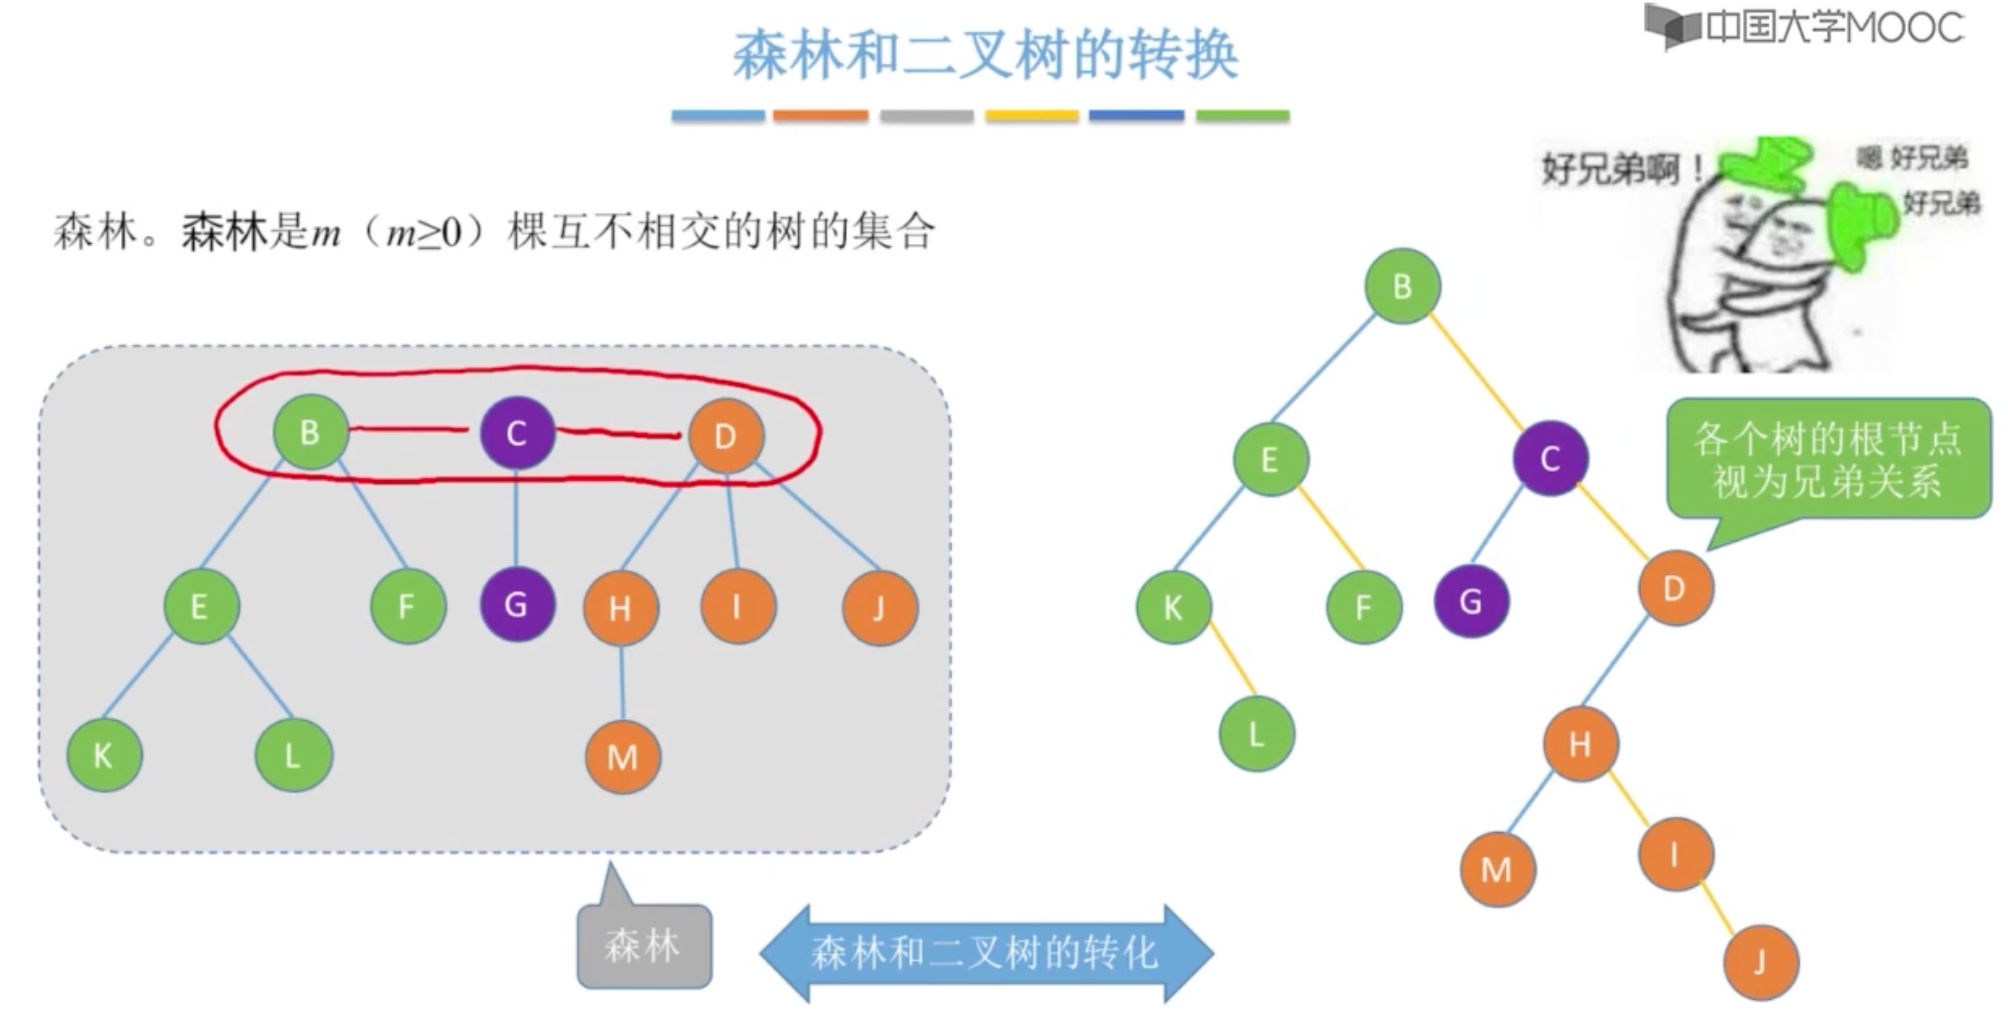 中国大学MOOC
森林和二叉树的转换
好兄弟啊！
嗯 好兄弟
好兄弟
森林。森林是m（m≥0）棵互不相交的树的集合
B C D
E F G H I J
K L M
森林
森林和二叉树的转化
B
E C
各个树的根节点
视为兄弟关系
K F G D
L H
M I
J